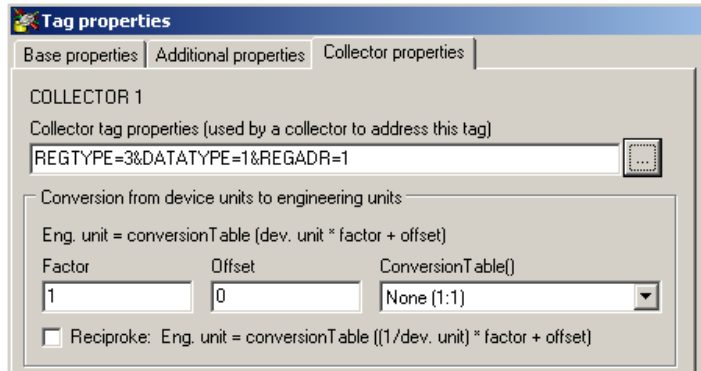 Tag properties
Base properties Additional properties Collector properties
COLLECTOR 1
Collector tag properties (used by a collector to address this tag)
REGTYPE=3&DATATYPE=1&REGADR=1 ...
Conversion from device units to engineering units
Eng. unit = conversionTable (dev. unit * factor + offset)
Factor Offset ConversionTable()
1 0 None (1:1)
Reciproke: Eng. unit = conversionTable ((1/dev. unit) * factor + offset)